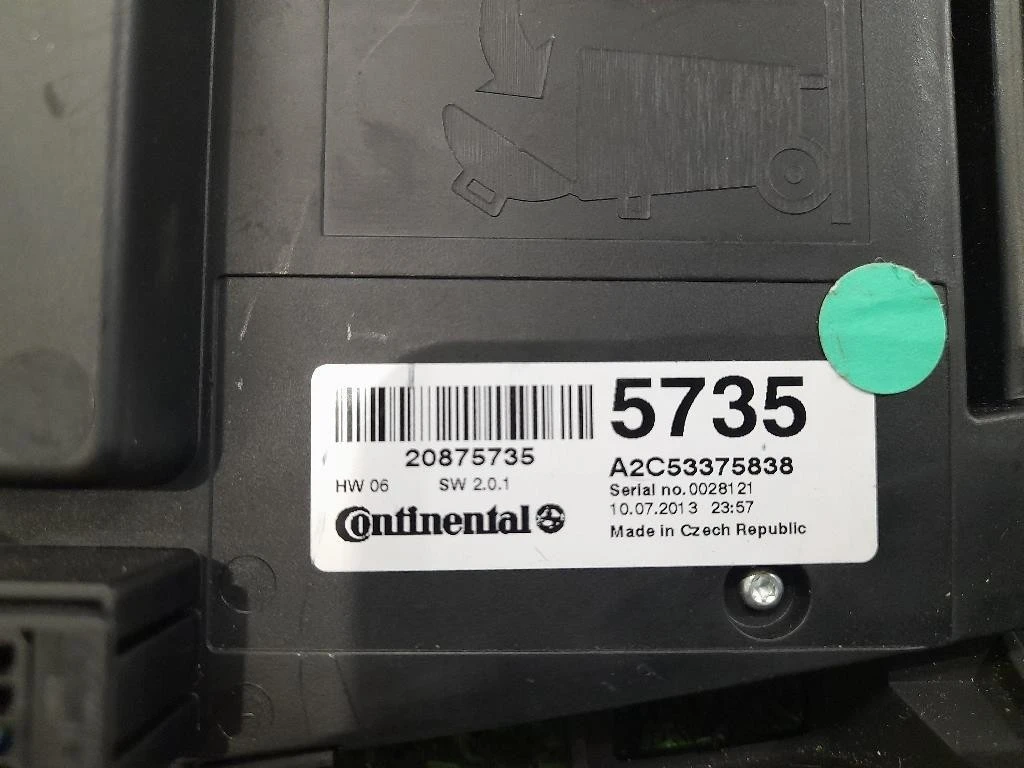 5735
20875735
A2C53375838
HW 06 SW 2.0.1
Serial no.0028121
10.07.2013 23:57
Continental
Made in Czech Republic